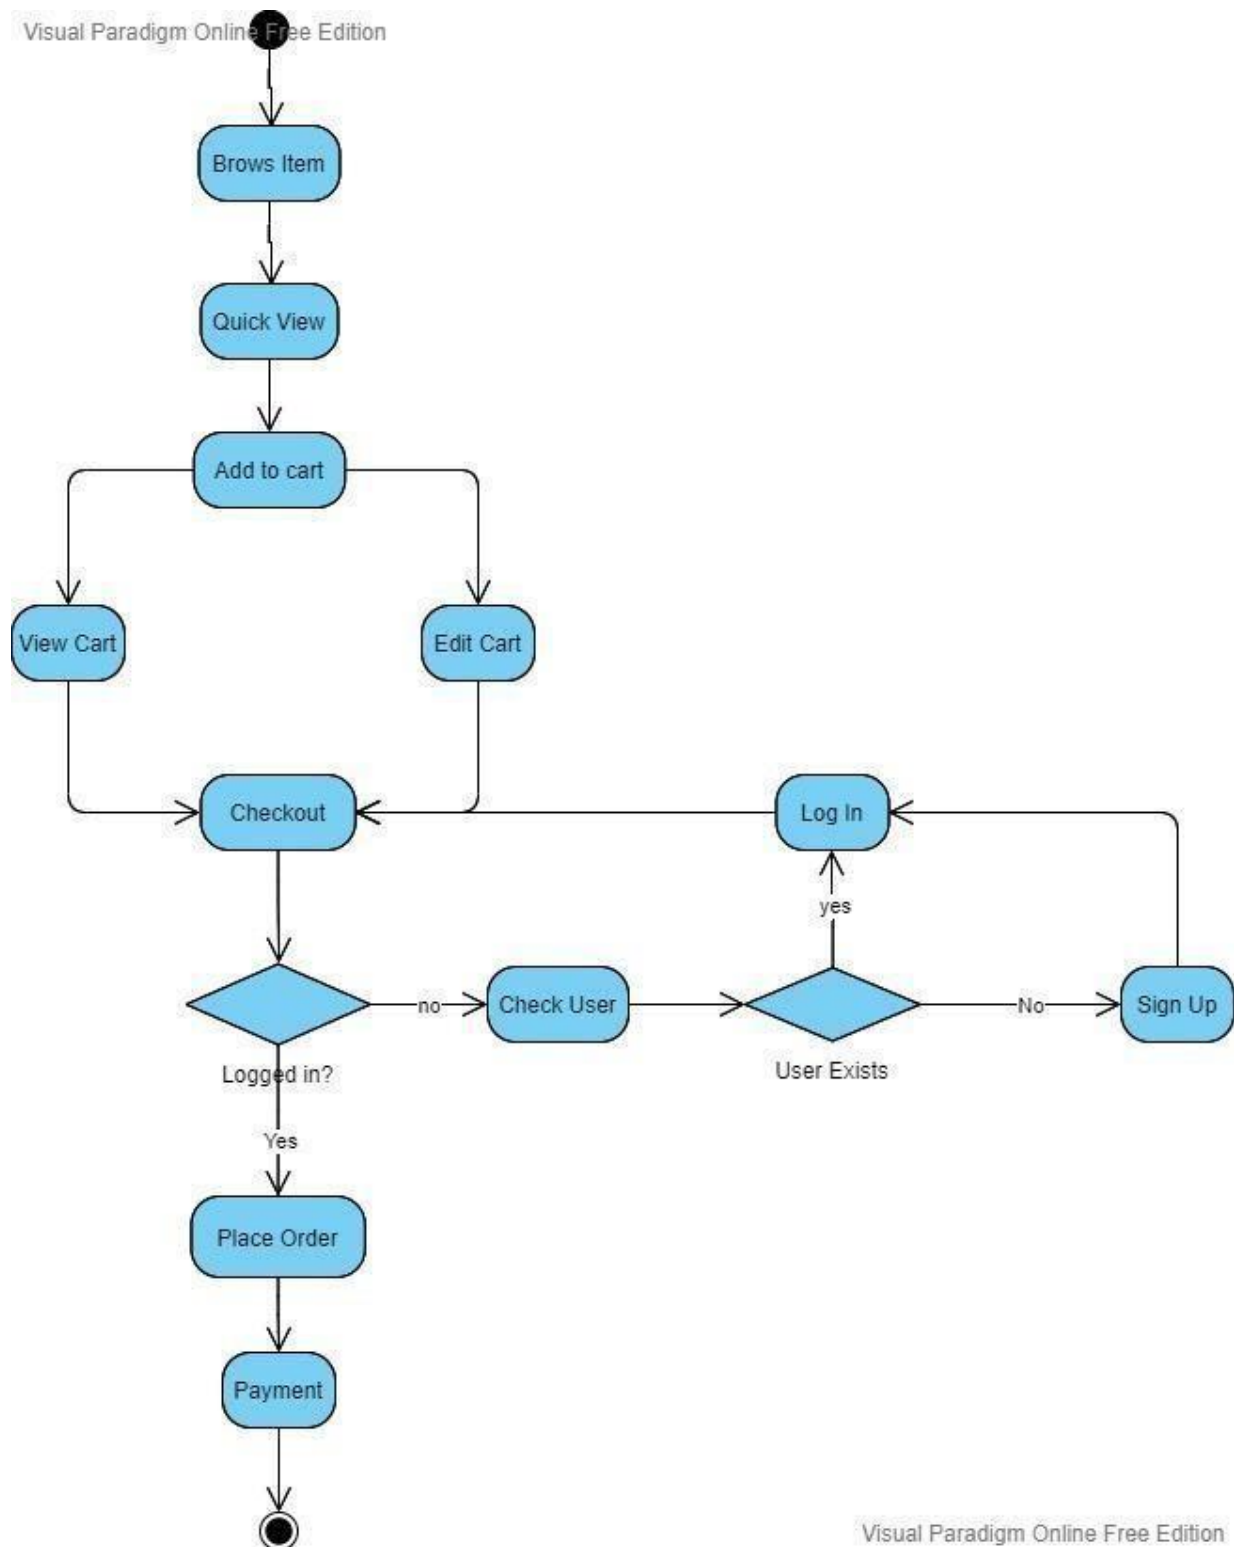 Visual Paradigm Online Free Edition
Brows Item
Quick View
Add to cart
View Cart
Edit Cart
Checkout
Log In
yes
no
Check User
No
Sign Up
Logged in?
User Exists
Yes
Place Order
Payment
Visual Paradigm Online Free Edition